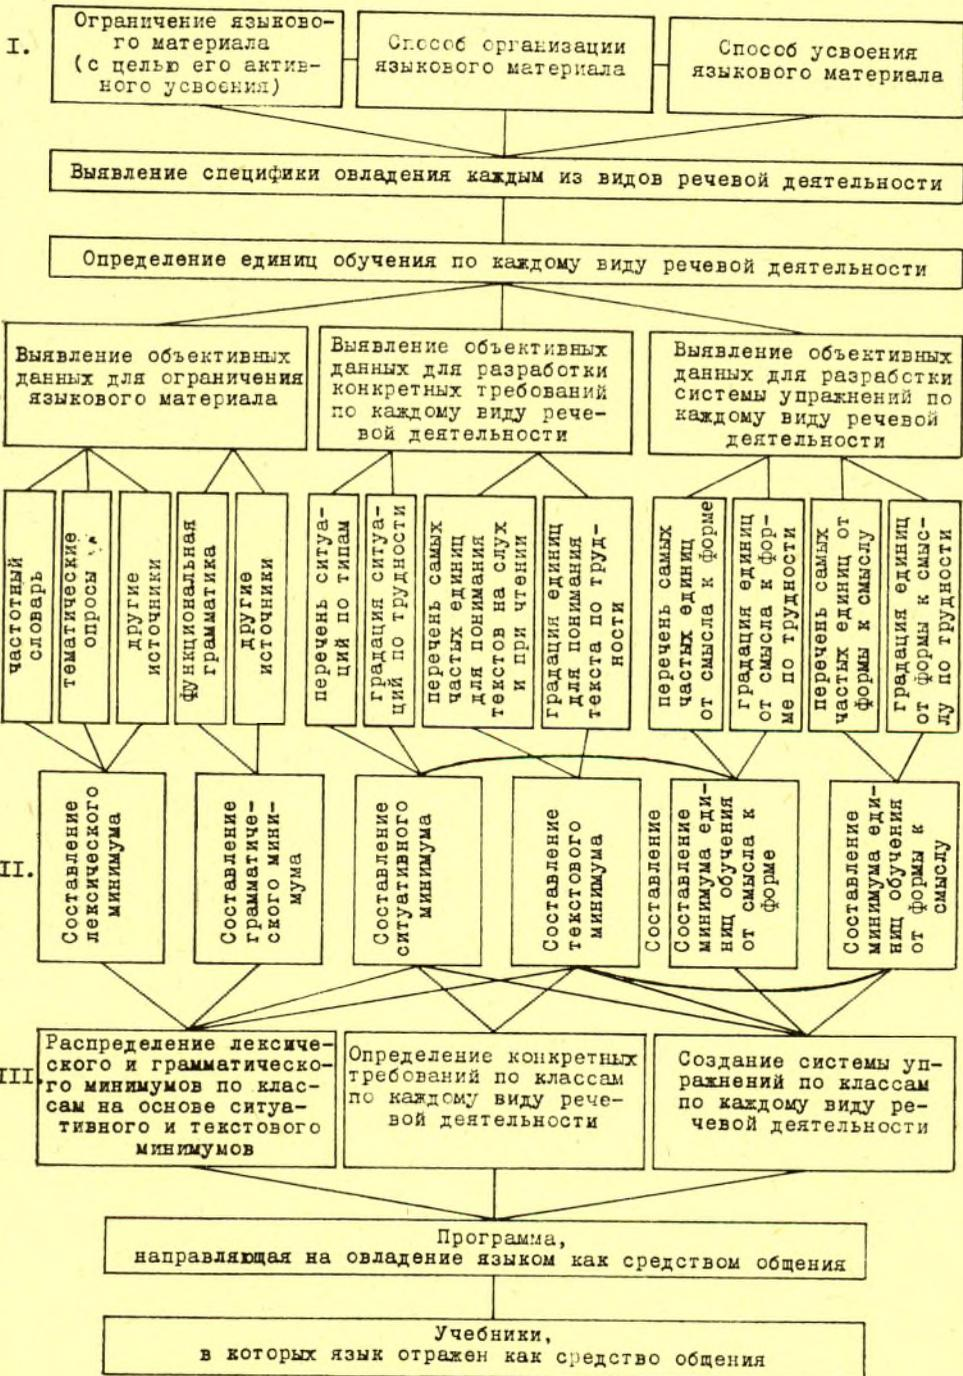 I.
Ограничение языково-
го материала
(с целью его актив-
ного усвоения)
Способ организации
языкового материала
Способ усвоения
языкового материала
Выявление специфики овладения каждым из видов речевой деятельности
Определение единиц обучения по каждому виду речевой деятельности
Выявление объективных
данных для ограничения
языкового материала
Выявление объективных
данных для разработки
конкретных требований
по каждому виду рече-
вой деятельности
Выявление объективных
данных для разработки
системы упражнений по
каждому виду речевой
деятельности
частотный
словарь
тематические
опросы
другие
источники
функциональная
грамматика
другие
источники
перечень ситуа-
ций по типам
градация ситуа-
ций по трудности
перечень самых
частых единиц
для понимания
текстов на слух
и при чтении
градация единиц
для понимания
текста по труд-
ности
перечень самых
частых единиц
от смысла к форме
градация единиц
от смысла к фор-
ме по трудности
перечень самых
частых единиц от
формы к смыслу
градация единиц
от формы к смыс-
лу по трудности
II.
Составление
лексического
минимума
Составление
грамматиче-
ского мини-
мума
Составление
ситуативного
минимума
Составление
текстового
минимума
Составление
Составление
минимума еди-
ниц обучения
от смысла к
форме
Составление
минимума еди-
ниц обучения
от формы к
смыслу
III.
Распределение лексиче-
ского и грамматическо-
го минимумов по клас-
сам на основе ситуа-
тивного и текстового
минимумов
Определение конкретных
требований по классам
по каждому виду рече-
вой деятельности
Создание системы уп-
ражнений по классам
по каждому виду ре-
чевой деятельности
Программа,
направляющая на овладение языком как средством общения
Учебники,
в которых язык отражен как средство общения